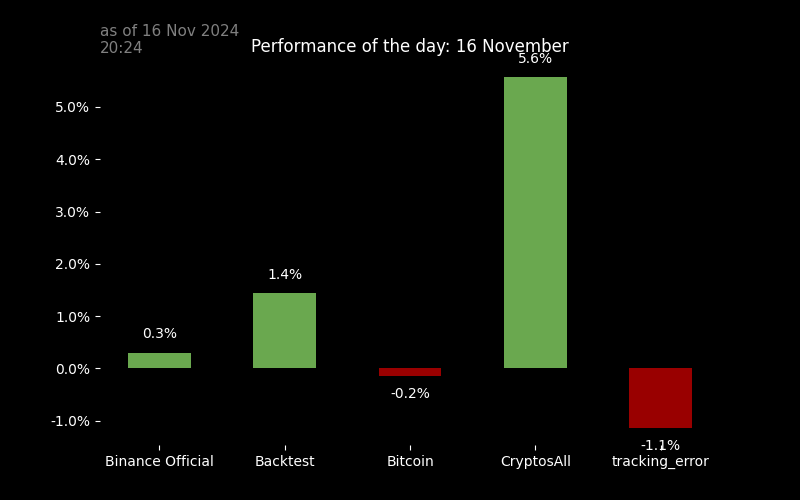 as of 16 Nov 2024
20:24
Performance of the day: 16 November
5.6%
5.0%
4.0%
3.0%
2.0%
1.4%
1.0%
0.3%
0.0%
-0.2%
-1.0%
-1.1%
Binance Official
Backtest
Bitcoin
CryptosAll
tracking_error